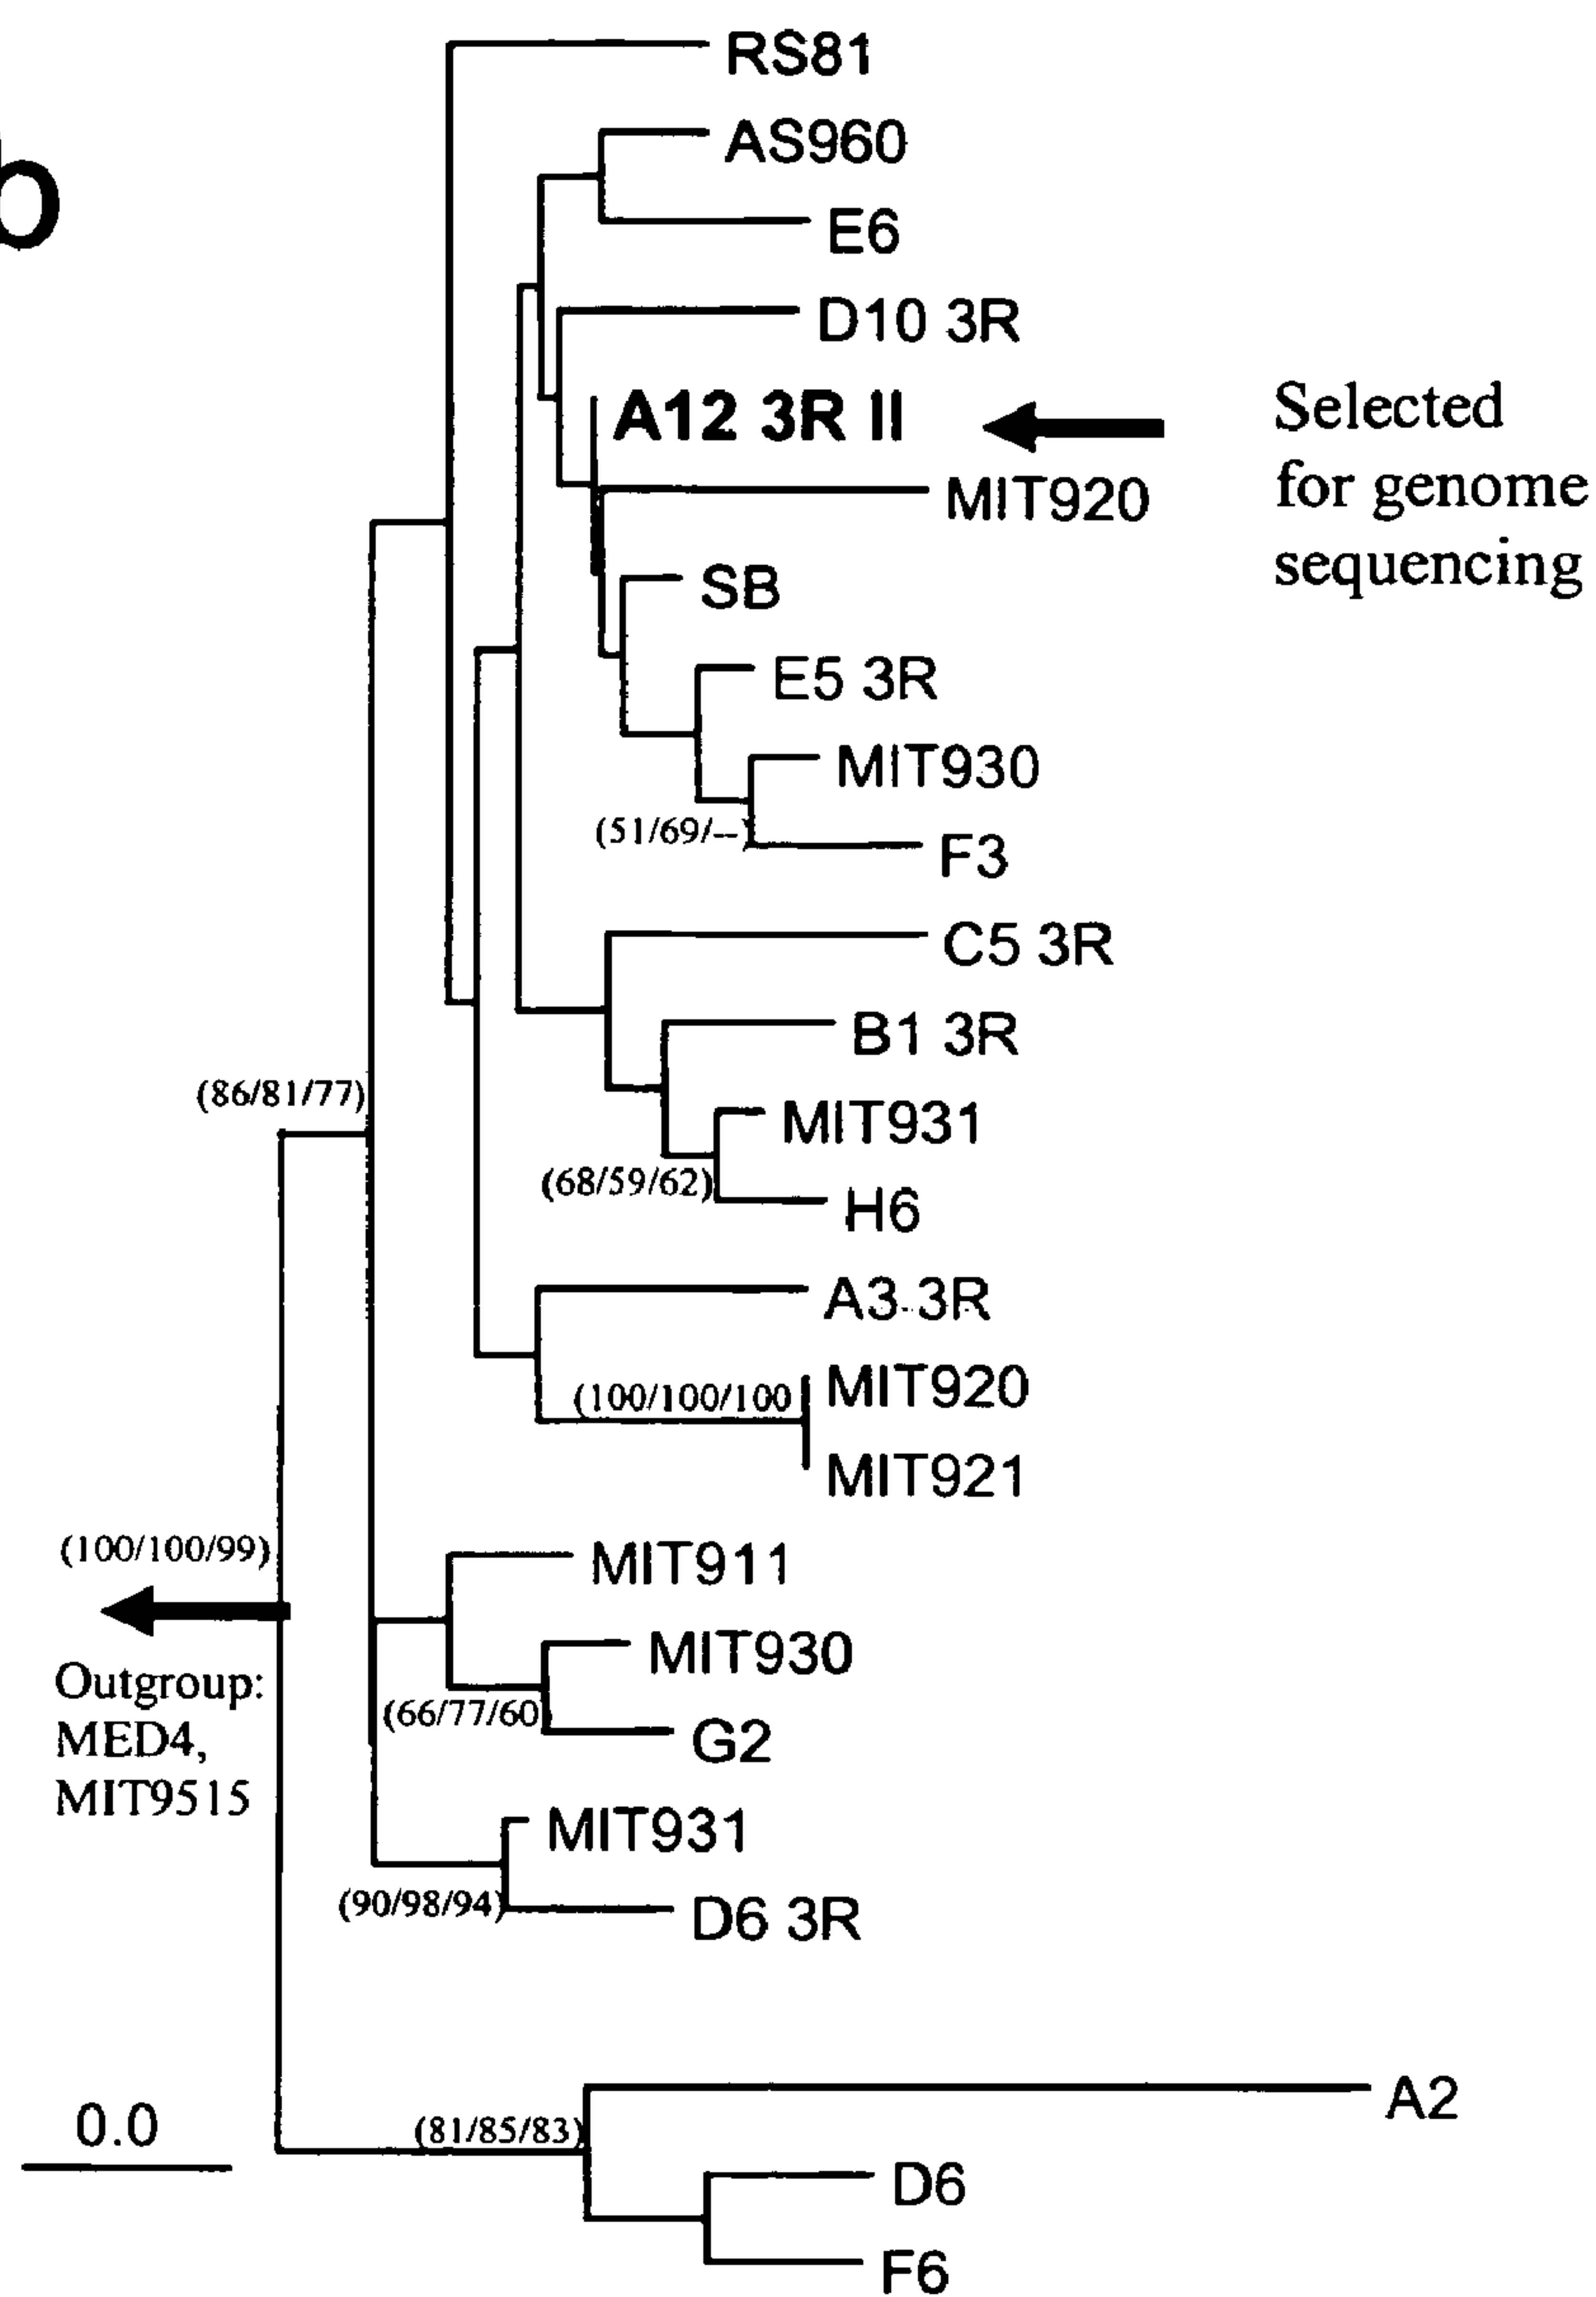 b
RS81
AS960
E6
D10 3R
A12 3R II
Selected
for genome
sequencing
MIT920
SB
E5 3R
MIT930
(51/69/--)
F3
C5 3R
B1 3R
(86/81/77)
MIT931
(68/59/62)
H6
A3 3R
MIT920
(100/100/100
MIT921
(100/100/99)
MIT911
MIT930
Outgroup:
MED4,
MIT9515
(66/77/60)
G2
MIT931
(90/98/94)
D6 3R
A2
0.0
(81/85/83)
D6
F6